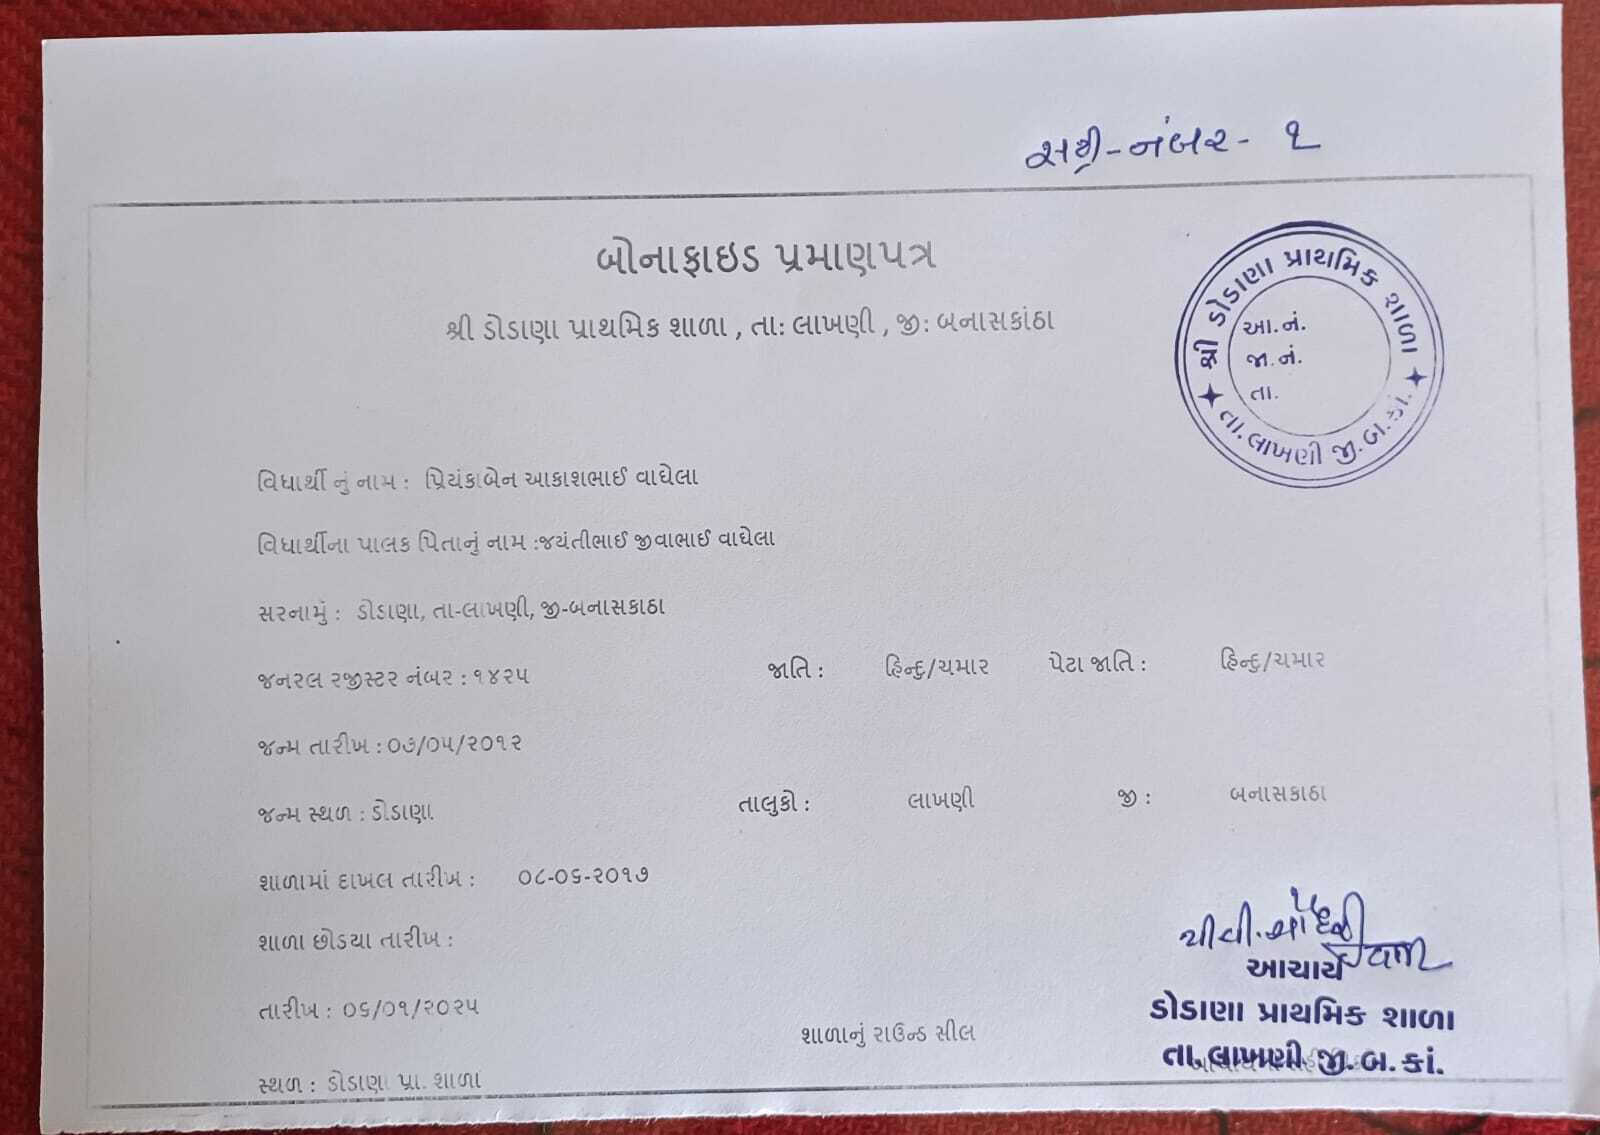 સત્રી-નંબર- ૧
બોનાફાઇડ પ્રમાણપત્ર
શ્રી ડોડાણા પ્રાથમિક શાળા , તા: લાખણી , જી: બનાસકાંઠા
શ્રી ડોડાણા પ્રાથમિક શાળા
આ.નં.
જા.નં.
તા.
તા. લાખણી જી.બ.કાં.
વિધાર્થી નું નામ : પ્રિયંકાબેન આકાશભાઈ વાઘેલા
વિધાર્થીના પાલક પિતાનું નામ :જયંતીભાઈ જીવાભાઈ વાઘેલા
સરનામું : ડોડાણા, તા-લાખણી, જી-બનાસકાઠા
જનરલ રજીસ્ટર નંબર : ૧૪૨૫ જાતિ : હિન્દુ/ચમાર પેટા જાતિ : હિન્દુ/ચમાર
જન્મ તારીખ : ૦૭/૦૫/૨૦૧૨
જન્મ સ્થળ : ડોડાણા તાલુકો : લાખણી જી : બનાસકાઠા
શાળામાં દાખલ તારીખ : ૦૮-૦૬-૨૦૧૭
શાળા છોડયા તારીખ :
તારીખ : ૦૬/૦૧/૨૦૨૫
શાળાનું રાઉન્ડ સીલ
સ્થળ : ડોડાણા પ્રા. શાળા
આચાર્ય
ડોડાણા પ્રાથમિક શાળા
તા.લાખણી જી.બ.કાં.